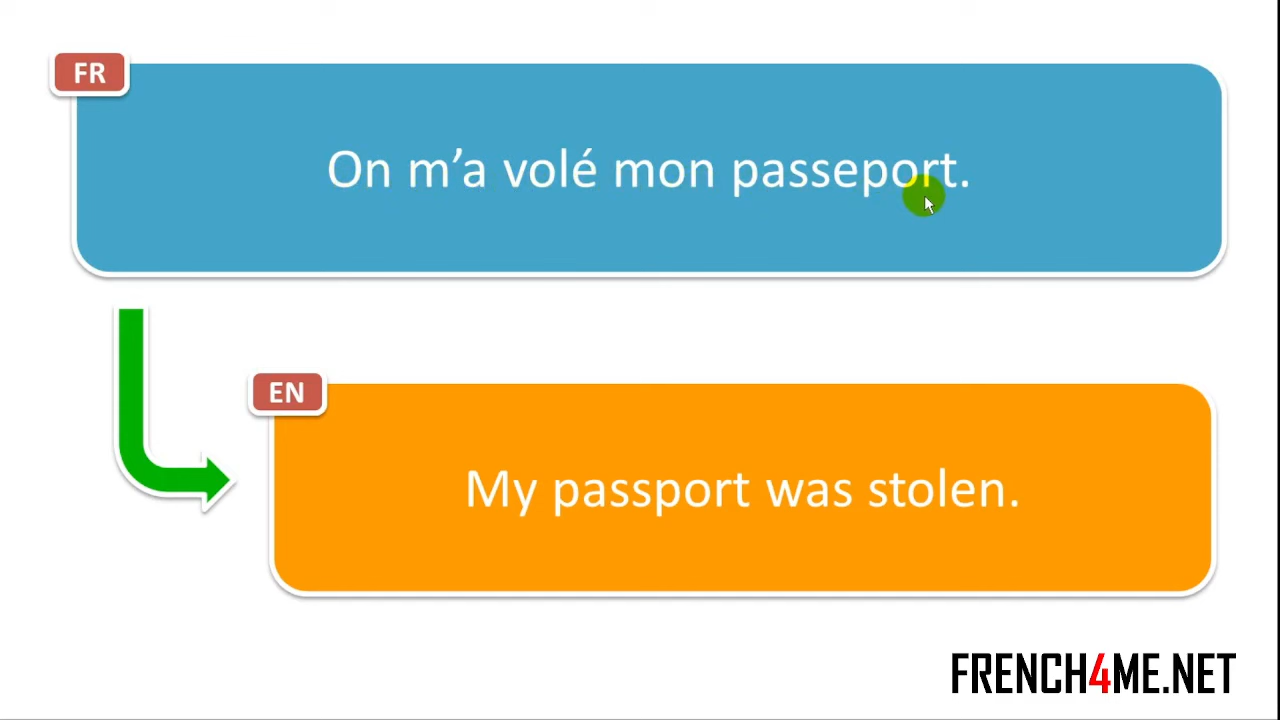 FR
On m’a volé mon passeport.
EN
My passport was stolen.
FRENCH4ME.NET